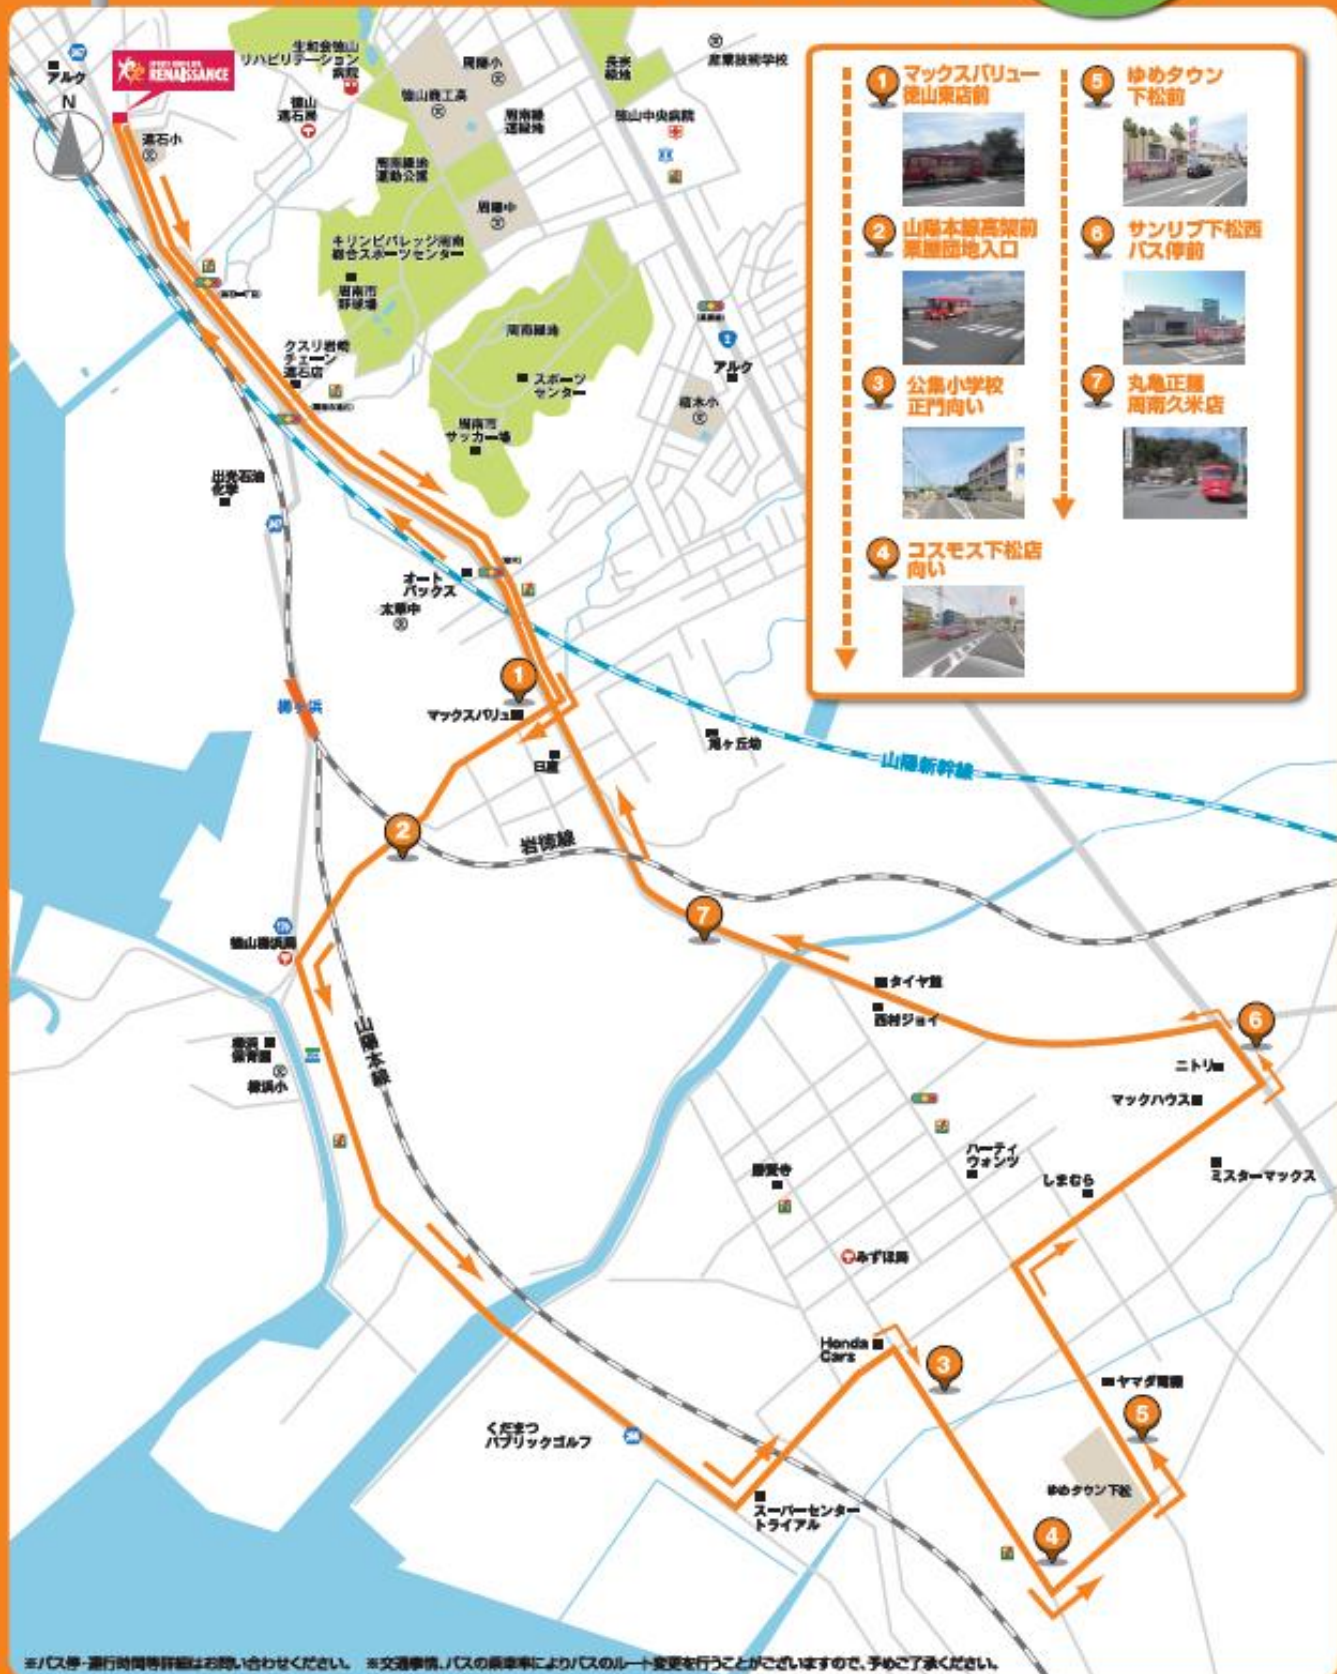 RENAISSANCE
アルク
N
遠石小
生和会徳山
リハビリテーション
病院
徳山
遠石局
周陽小
徳山商工高
周南緑
道緑地
周南緑地
運動公園
周陽中
キリンビバレッジ周南
総合スポーツセンター
周南市
野球場
周南緑地
スポーツ
センター
周南市
サッカー場
長宗
緑地
産業技術学校
徳山中央病院
2
アルク
櫛木小
クスリ岩崎
チェーン
遠石店
出光石油
化学
オート
バックス
太華中
櫛ヶ浜
マックスバリュ
日産
旭ヶ丘幼
山陽新幹線
岩徳線
徳山櫛浜局
櫛浜
保育園
櫛浜小
山陽本線
タイヤ館
西村ジョイ
ニトリ
マックハウス
ミスターマックス
ハーティ
ウォンツ
しまむら
みずほ局
Honda
Cars
ヤマダ電機
ゆめタウン下松
くだまつ
パブリックゴルフ
スーパーセンター
トライアル
1
2
3
4
5
6
7
1 マックスバリュー
徳山東店前
2 山陽本線高架前
栗屋団地入口
3 公集小学校
正門向い
4 コスモス下松店
向い
5 ゆめタウン
下松前
6 サンリブ下松西
バス停前
7 丸亀正麺
周南久米店
※バス停・運行時間等詳細はお問い合わせください。 ※交通事情、バスの乗車率によりバスのルート変更を行うことがございますので、予めご了承ください。